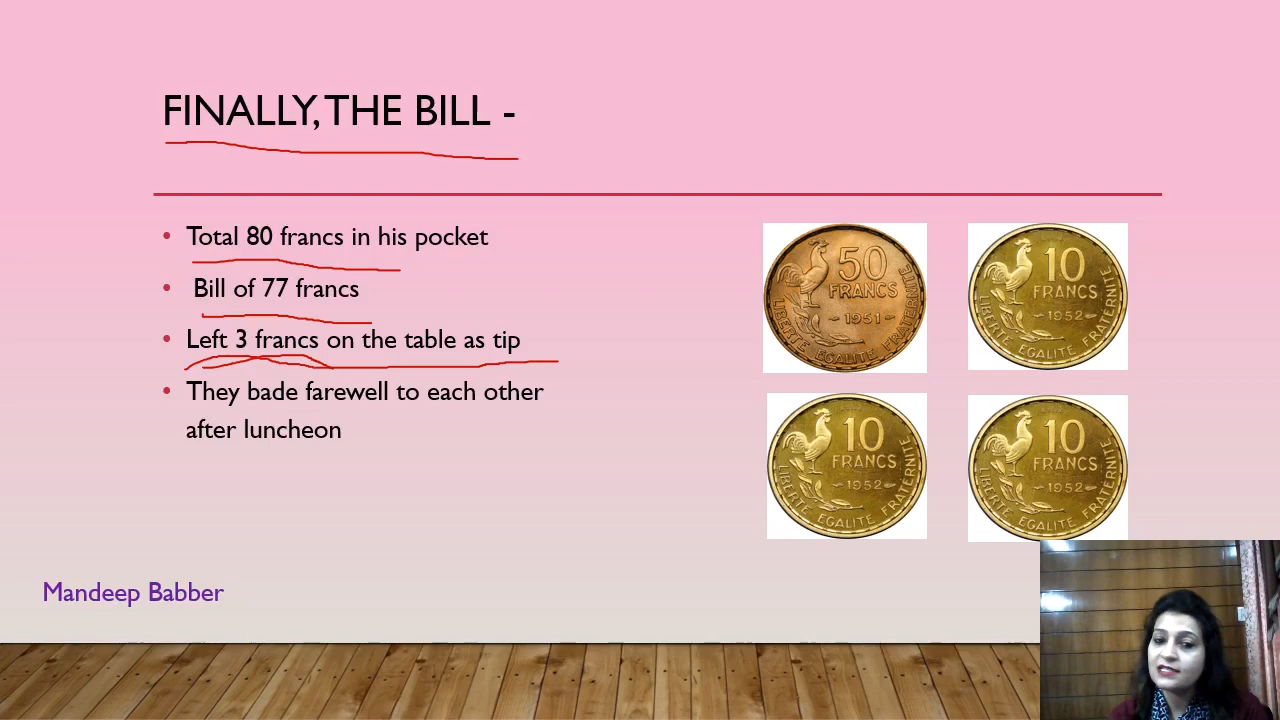 FINALLY, THE BILL -
• Total 80 francs in his pocket
• Bill of 77 francs
• Left 3 francs on the table as tip
• They bade farewell to each other
after luncheon
50
FRANCS
1951
LIBERTE EGALITE FRATERNITE
10
FRANCS
1952
LIBERTE EGALITE FRATERNITE
10
FRANCS
1952
LIBERTE EGALITE FRATERNITE
10
FRANCS
1952
LIBERTE EGALITE FRATERNITE
Mandeep Babber